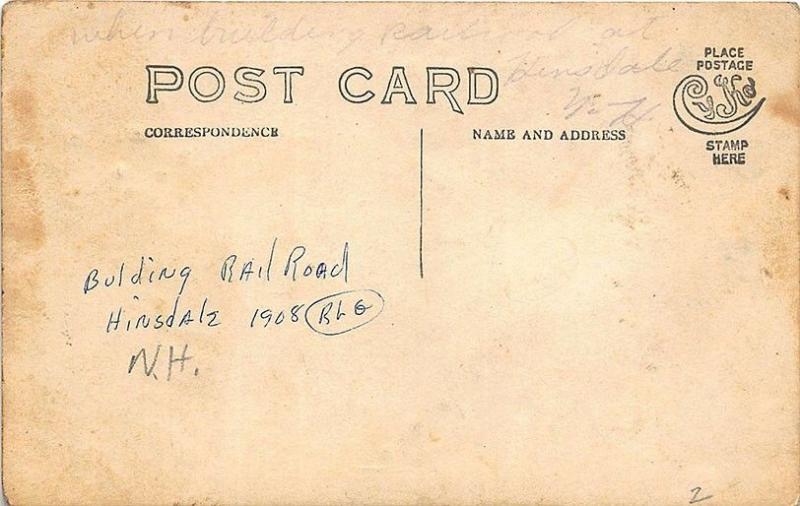 when building railroad at
Hinsdale
N-H
POST CARD
PLACE
POSTAGE
CyKo
STAMP
HERE
CORRESPONDENCE
NAME AND ADDRESS
Bulding RailRoad
Hinsdale 1908 BLG
N.H.
2